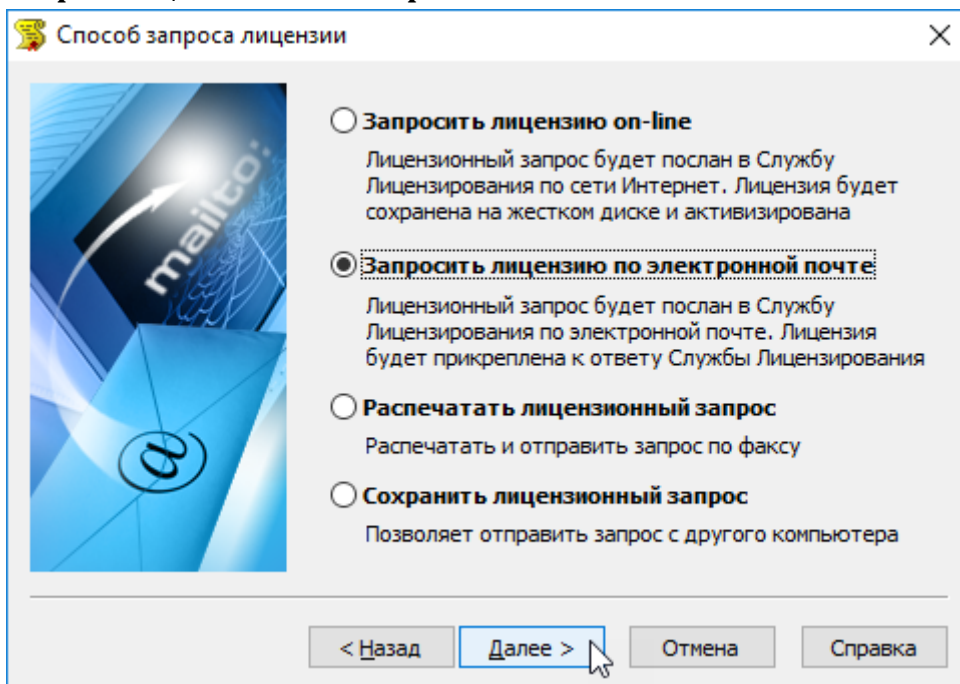 Способ запроса лицензии
mailto:
@
Запросить лицензию on-line
Лицензионный запрос будет послан в Службу
Лицензирования по сети Интернет. Лицензия будет
сохранена на жестком диске и активизирована
Запросить лицензию по электронной почте
Лицензионный запрос будет послан в Службу
Лицензирования по электронной почте. Лицензия
будет прикреплена к ответу Службы Лицензирования
Распечатать лицензионный запрос
Распечатать и отправить запрос по факсу
Сохранить лицензионный запрос
Позволяет отправить запрос с другого компьютера
< Назад Далее > Отмена Справка